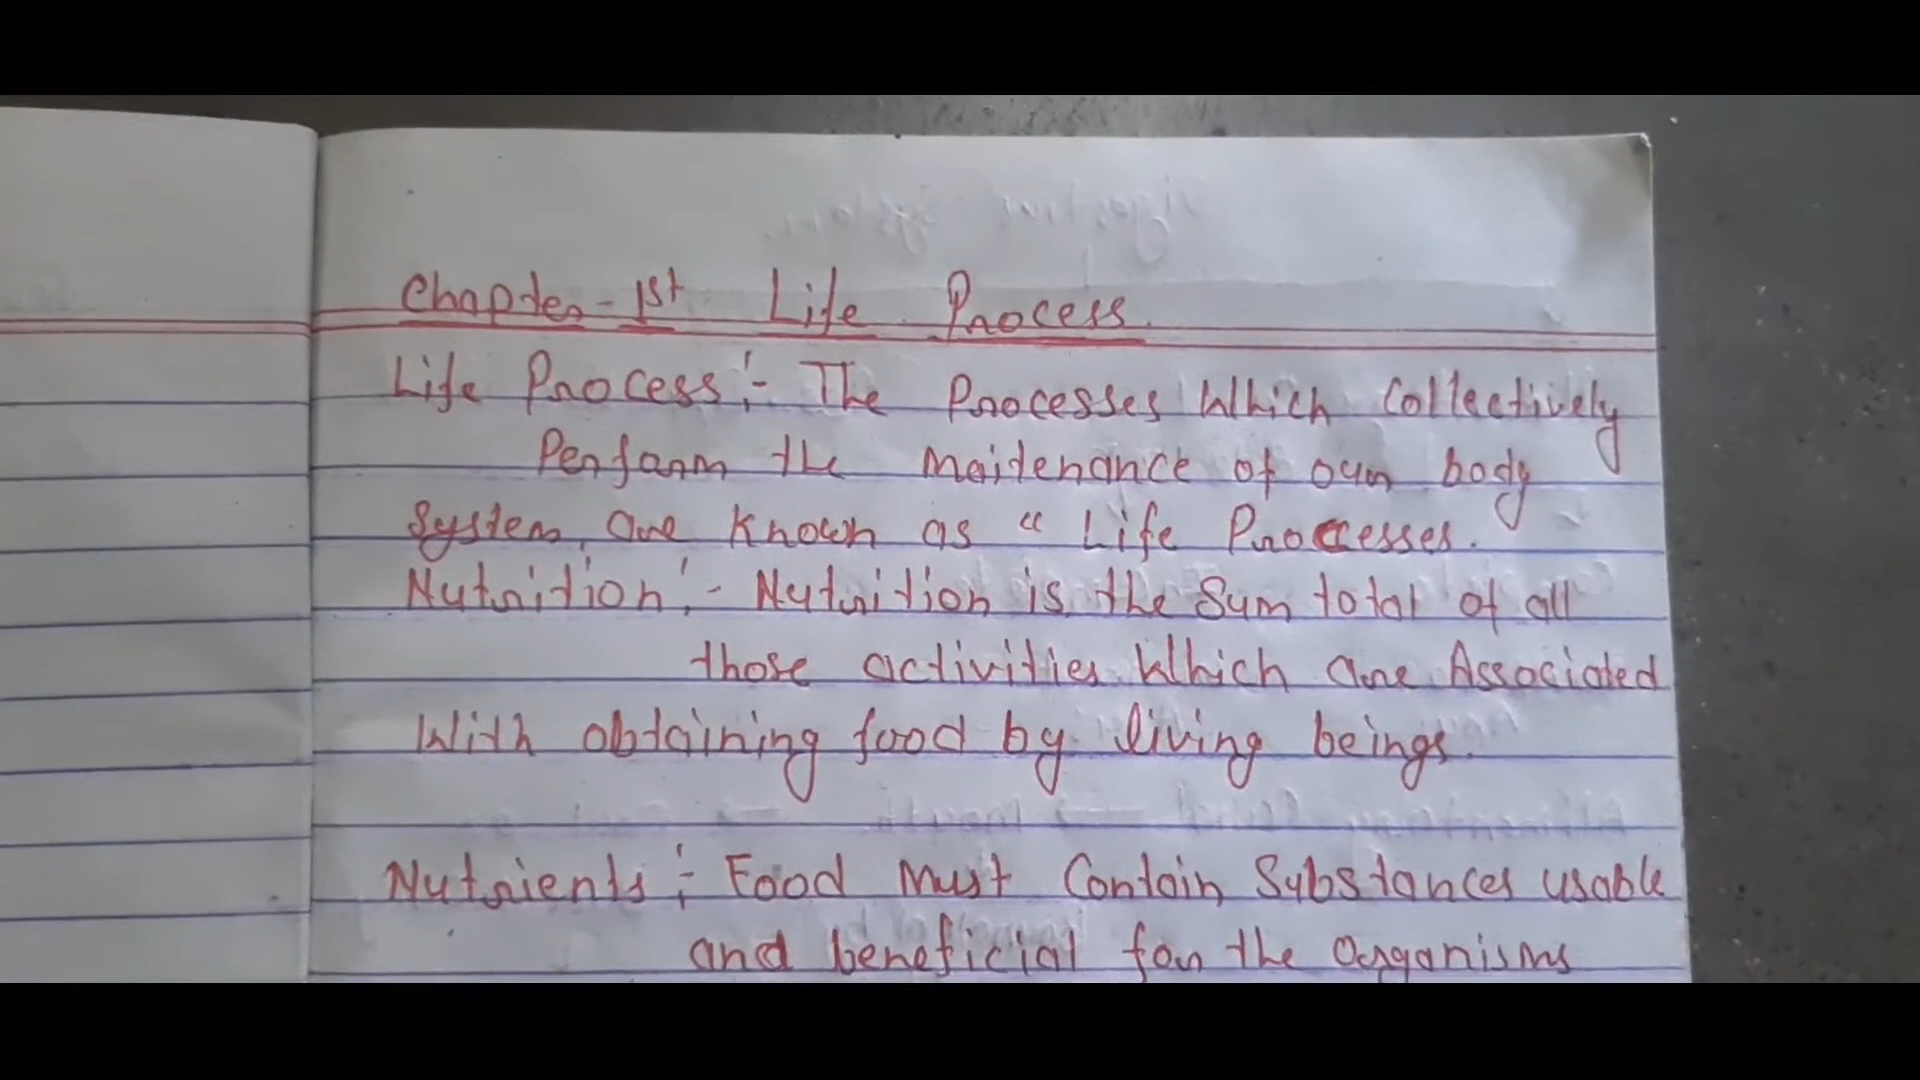 Chapter-1st Life Process.
Life Process:- The Processes Which Collectively
Perform the maitenance of our body
System, are known as “ Life Processes.
Nutrition:- Nutrition is the Sum total of all
those activities Which are Associated
With obtaining food by living beings.
Nutrients:- Food Must Contain Substances usable
and beneficial for the Organisms